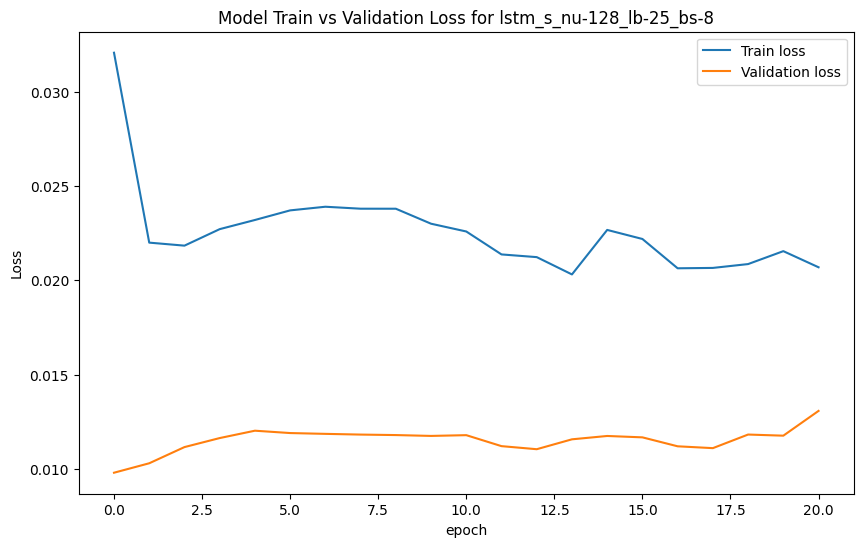 Model Train vs Validation Loss for lstm_s_nu-128_lb-25_bs-8
Train loss
Validation loss
0.030
0.025
0.020
0.015
0.010
Loss
0.0 2.5 5.0 7.5 10.0 12.5 15.0 17.5 20.0
epoch